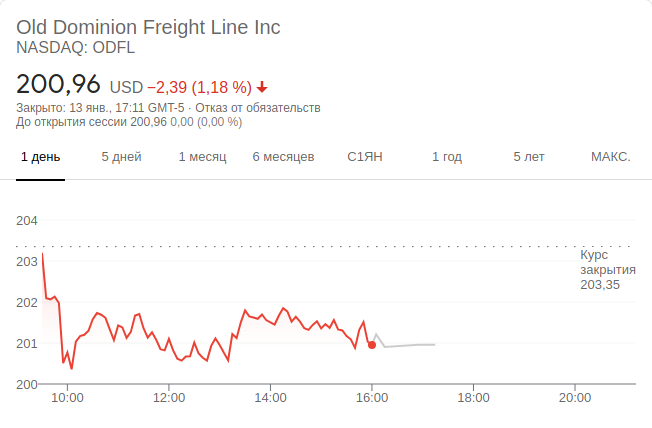 Old Dominion Freight Line Inc
NASDAQ: ODFL
200,96 USD −2,39 (1,18 %)
Закрыто: 13 янв., 17:11 GMT-5 · Отказ от обязательств
До открытия сессии 200,96 0,00 (0,00 %)
1 день 5 дней 1 месяц 6 месяцев С1ЯН 1 год 5 лет МАКС.
204
203
202
201
200
Курс
закрытия
203,35
10:00 12:00 14:00 16:00 18:00 20:00